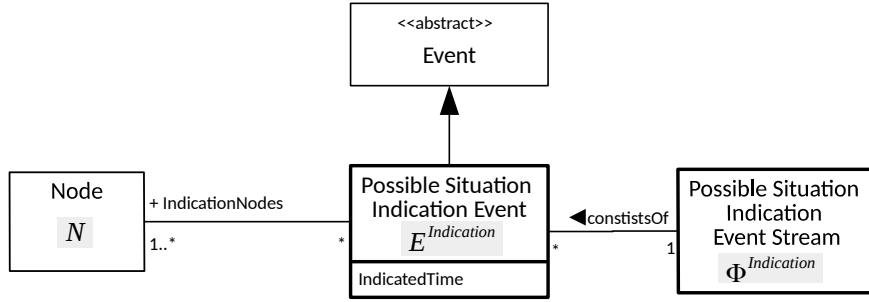 <<abstract>>
Event
Node
N
+ IndicationNodes
1..*
*
Possible Situation
Indication Event
E^Indication
IndicatedTime
◀constistsOf
*
1
Possible Situation
Indication
Event Stream
Φ^Indication